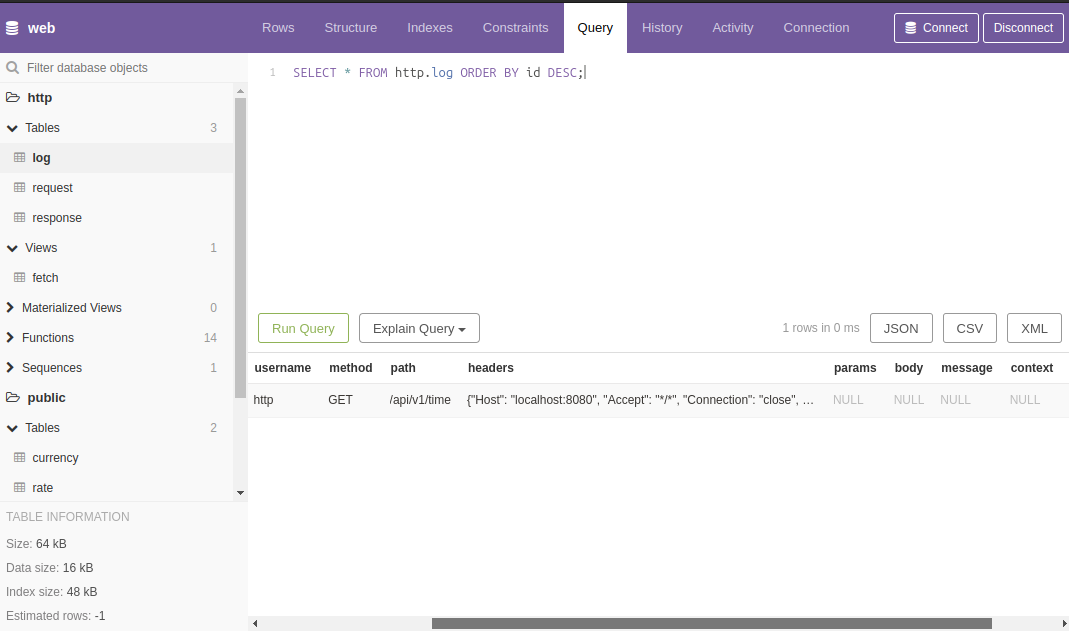 web
Rows Structure Indexes Constraints Query History Activity Connection Connect Disconnect
Filter database objects
http
Tables 3
log
request
response
Views 1
fetch
Materialized Views 0
Functions 14
Sequences 1
public
Tables 2
currency
rate
TABLE INFORMATION
Size: 64 kB
Data size: 16 kB
Index size: 48 kB
Estimated rows: -1
1 SELECT * FROM http.log ORDER BY id DESC;
Run Query Explain Query 1 rows in 0 ms JSON CSV XML
username method path headers params body message context
http GET /api/v1/time {"Host": "localhost:8080", "Accept": "*/*", "Connection": "close", … NULL NULL NULL NULL